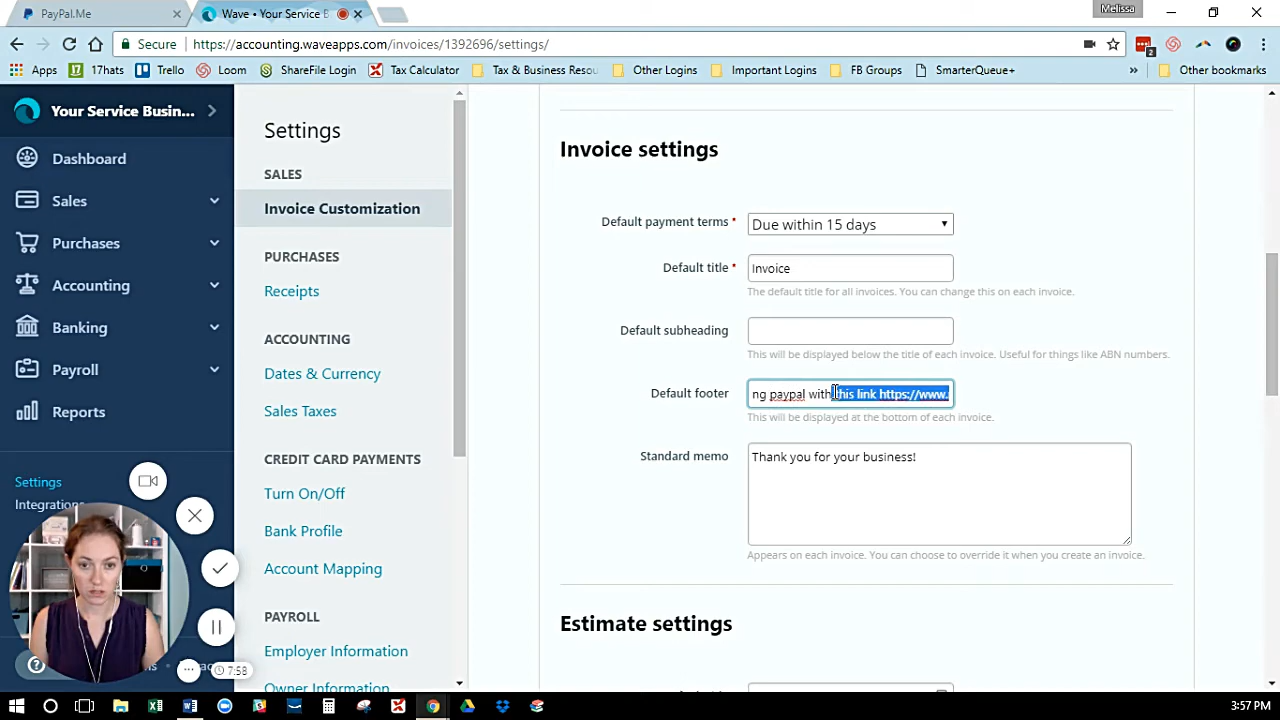 PayPal.Me
Wave • Your Service B
Melissa
Secure
https://accounting.waveapps.com/invoices/1392696/settings/
2
Apps
17 17hats
Trello
Loom
ShareFile Login
Tax Calculator
Tax & Business Resou
Other Logins
Important Logins
FB Groups
SmarterQueue+
»
Other bookmarks
Your Service Busin...
Dashboard
Sales
Purchases
Accounting
Banking
Payroll
Reports
Settings
Integrations
7:58
Settings
SALES
Invoice Customization
PURCHASES
Receipts
ACCOUNTING
Dates & Currency
Sales Taxes
CREDIT CARD PAYMENTS
Turn On/Off
Bank Profile
Account Mapping
PAYROLL
Employer Information
Owner Information
Invoice settings
Default payment terms *
Due within 15 days
Default title *
Invoice
The default title for all invoices. You can change this on each invoice.
Default subheading
This will be displayed below the title of each invoice. Useful for things like ABN numbers.
Default footer
ng paypal with this link https://www.
This will be displayed at the bottom of each invoice.
Standard memo
Thank you for your business!
Appears on each invoice. You can choose to override it when you create an invoice.
Estimate settings
3:57 PM